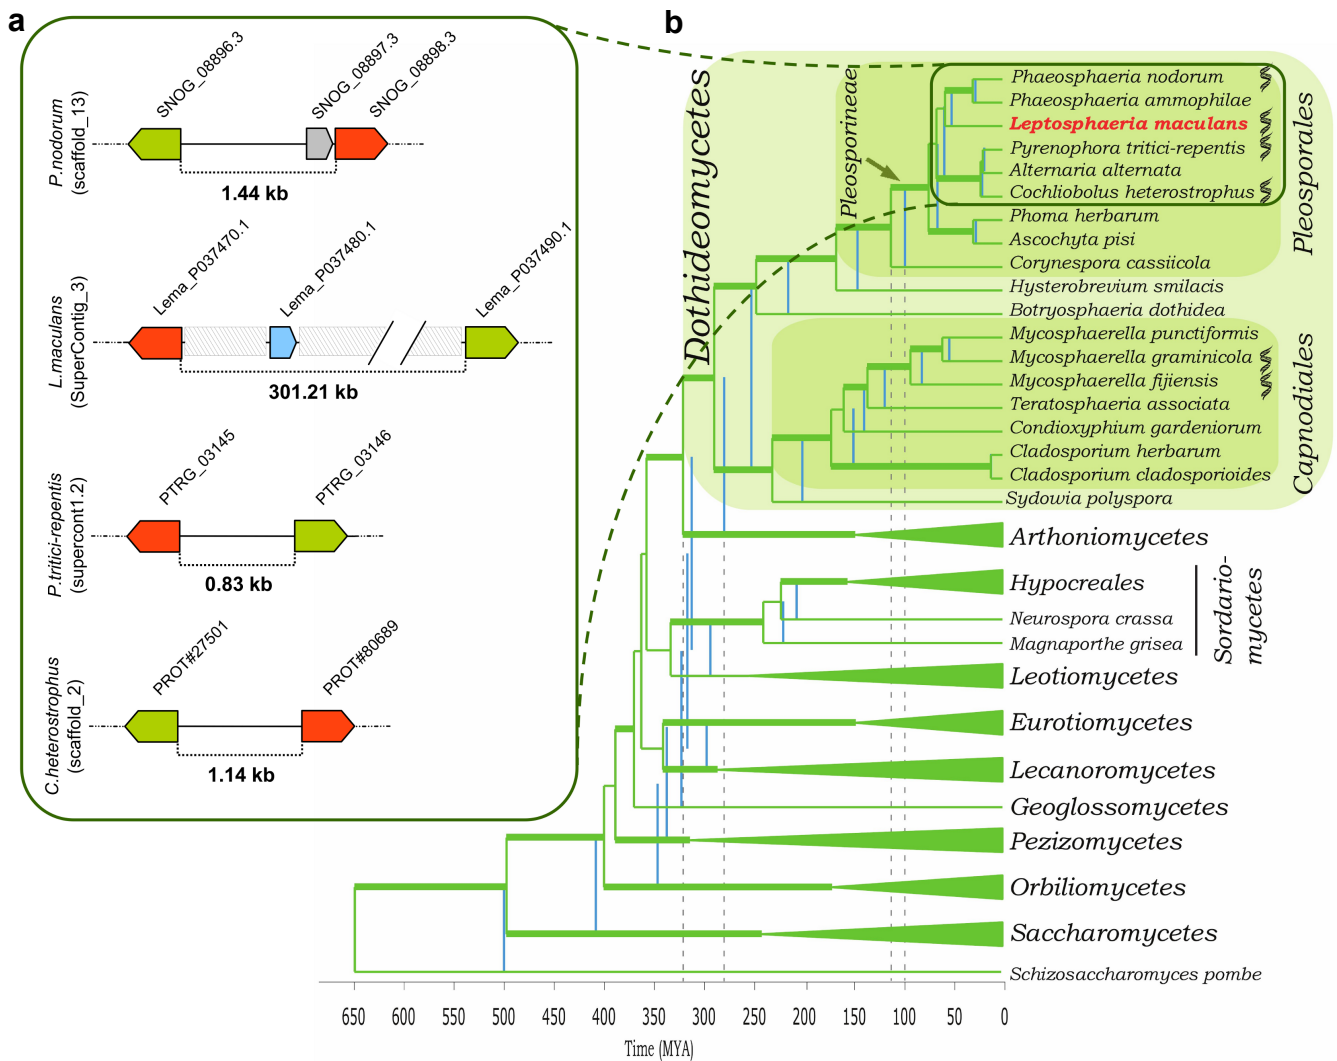 a
SNOG_08896.3
SNOG_08897.3
SNOG_08898.3
P.nodorum
(scaffold_13)
1.44 kb
Lema_P037470.1
Lema_P037480.1
Lema_P037490.1
L.maculans
(SuperContig_3)
301.21 kb
PTRG_03145
PTRG_03146
P.tritici-repentis
(supercont1.2)
0.83 kb
PROT#27501
PROT#80689
C.heterostrophus
(scaffold_2)
1.14 kb
b
Dothideomycetes
Pleosporineae
Pleosporales
Capnodiales
Phaeosphaeria nodorum
Phaeosphaeria ammophilae
Leptosphaeria maculans
Pyrenophora tritici-repentis
Alternaria alternata
Cochliobolus heterostrophus
Phoma herbarum
Ascochyta pisi
Corynespora cassiicola
Hysterobrevium smilacis
Botryosphaeria dothidea
Mycosphaerella punctiformis
Mycosphaerella graminicola
Mycosphaerella fijiensis
Teratosphaeria associata
Condioxyphium gardeniorum
Cladosporium herbarum
Cladosporium cladosporioides
Sydowia polyspora
Arthoniomycetes
Hypocreales
Neurospora crassa
Magnaporthe grisea
Sordario-
mycetes
Leotiomycetes
Eurotiomycetes
Lecanoromycetes
Geoglossomycetes
Pezizomycetes
Orbiliomycetes
Saccharomycetes
Schizosaccharomyces pombe
650 600 550 500 450 400 350 300 250 200 150 100 50 0
Time (MYA)